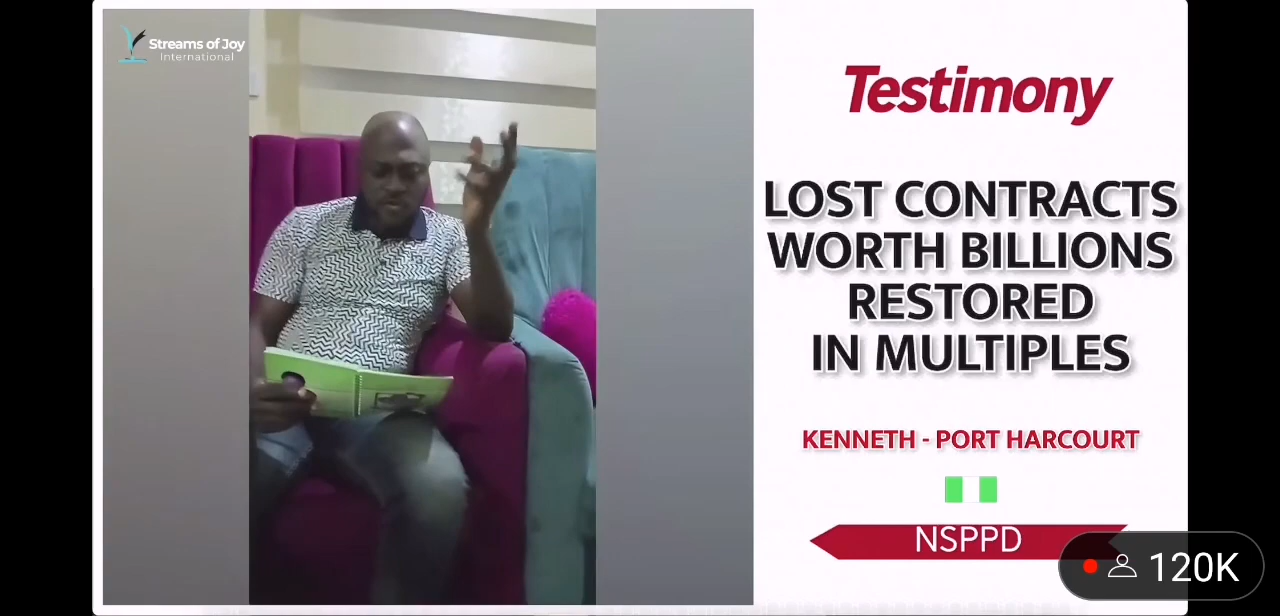 Streams of Joy
International
Testimony
LOST CONTRACTS
WORTH BILLIONS
RESTORED
IN MULTIPLES
KENNETH - PORT HARCOURT
NSPPD
120K